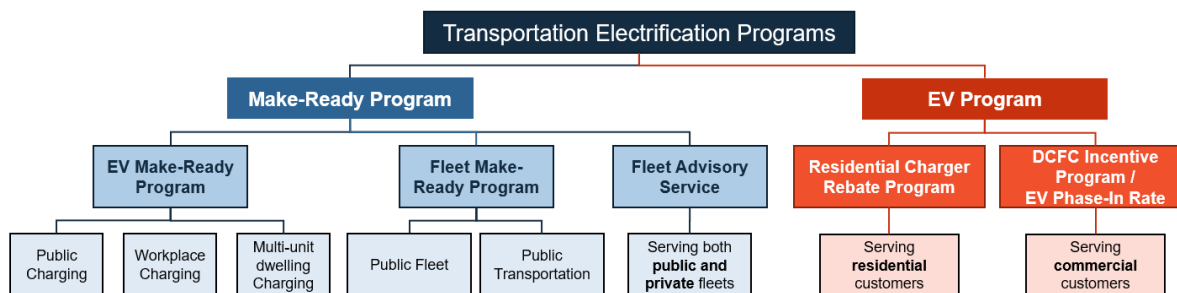 Transportation Electrification Programs
Make-Ready Program
EV Program
EV Make-Ready
Program
Fleet Make-
Ready Program
Fleet Advisory
Service
Residential Charger
Rebate Program
DCFC Incentive
Program /
EV Phase-In Rate
Public
Charging
Workplace
Charging
Multi-unit
dwelling
Charging
Public Fleet
Public
Transportation
Serving both
public and
private fleets
Serving
residential
customers
Serving
commercial
customers